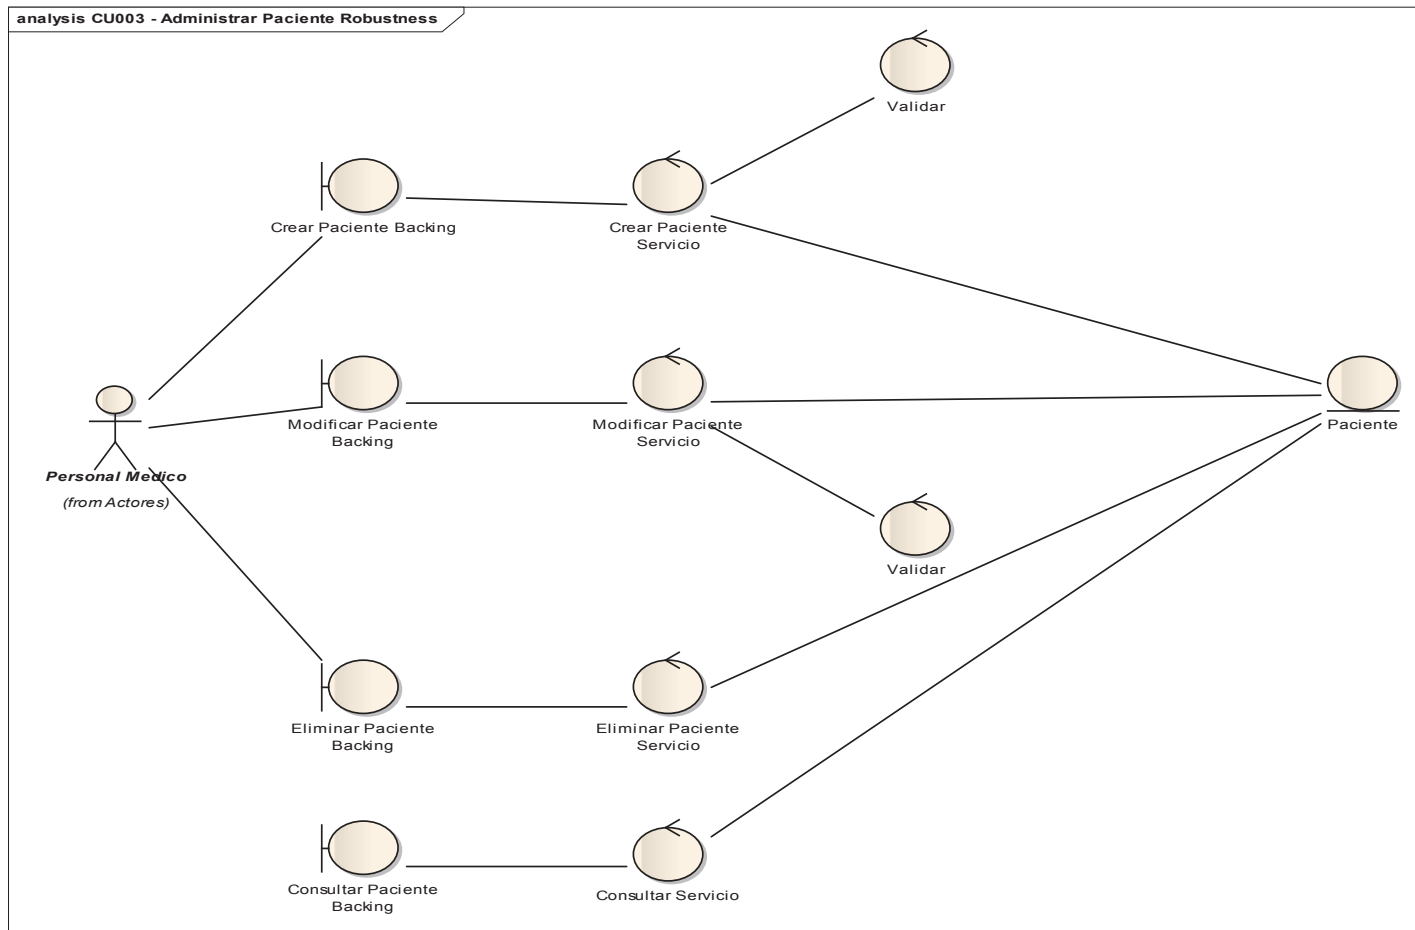 analysis CU003 - Administrar Paciente Robustness
Validar
Crear Paciente Backing
Crear Paciente
Servicio
Modificar Paciente
Backing
Modificar Paciente
Servicio
Paciente
Personal Medico
(from Actores)
Validar
Eliminar Paciente
Backing
Eliminar Paciente
Servicio
Consultar Paciente
Backing
Consultar Servicio